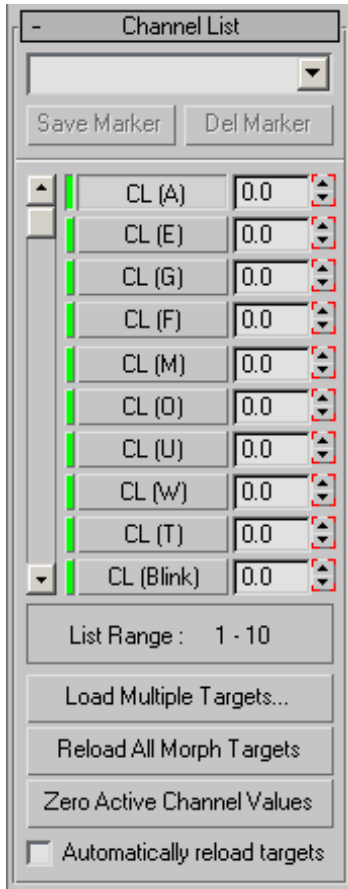 - Channel List
Save Marker Del Marker
CL (A) 0.0
CL (E) 0.0
CL (G) 0.0
CL (F) 0.0
CL (M) 0.0
CL (O) 0.0
CL (U) 0.0
CL (W) 0.0
CL (T) 0.0
CL (Blink) 0.0
List Range : 1 - 10
Load Multiple Targets...
Reload All Morph Targets
Zero Active Channel Values
Automatically reload targets